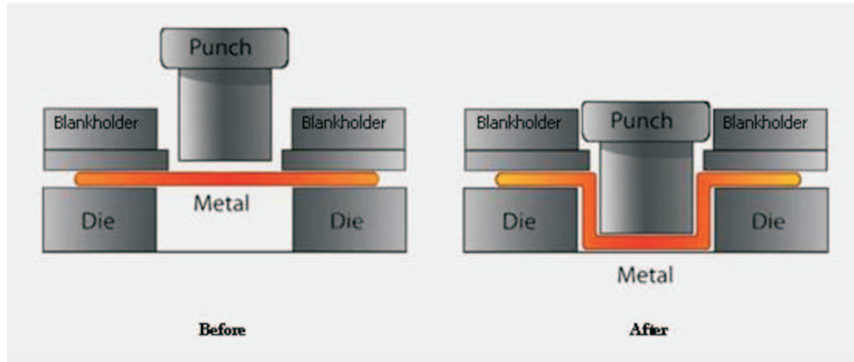 Punch
Blankholder
Blankholder
Metal
Die
Die
Before
Blankholder
Punch
Blankholder
Die
Die
Metal
After